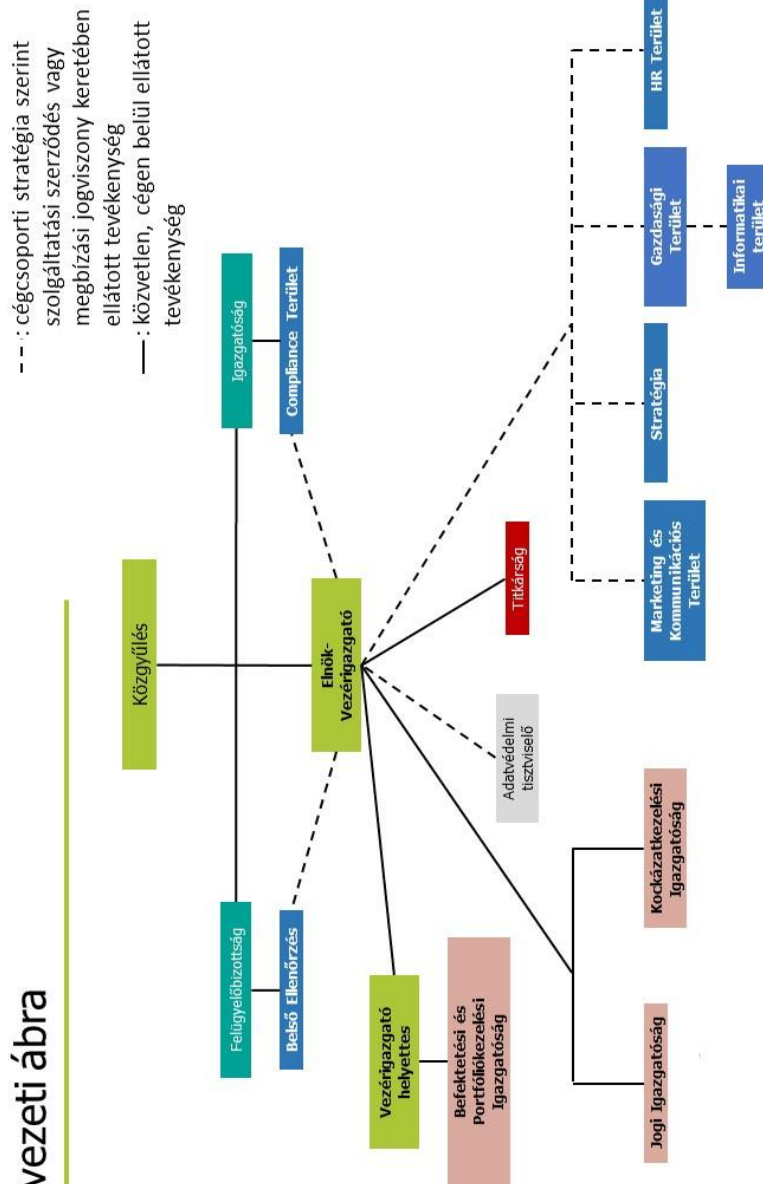 vezeti ábra
- - -: cégcsoporti stratégia szerint
szolgáltatási szerződés vagy
megbízási jogviszony keretében
ellátott tevékenység
—: közvetlen, cégen belül ellátott
tevékenység
Közgyűlés
Felügyelőbizottság
Igazgatóság
Belső Ellenőrzés
Compliance Terület
Elnök-
Vezérigazgató
Vezérigazgató
helyettes
Befektetési és
Portfóliókezelési
Igazgatóság
Adatvédelmi
tisztviselő
Titkárság
Jogi Igazgatóság
Kockázatkezelési
Igazgatóság
Marketing és
Kommunikációs
Terület
Stratégia
Gazdasági
Terület
HR Terület
Informatikai
terület